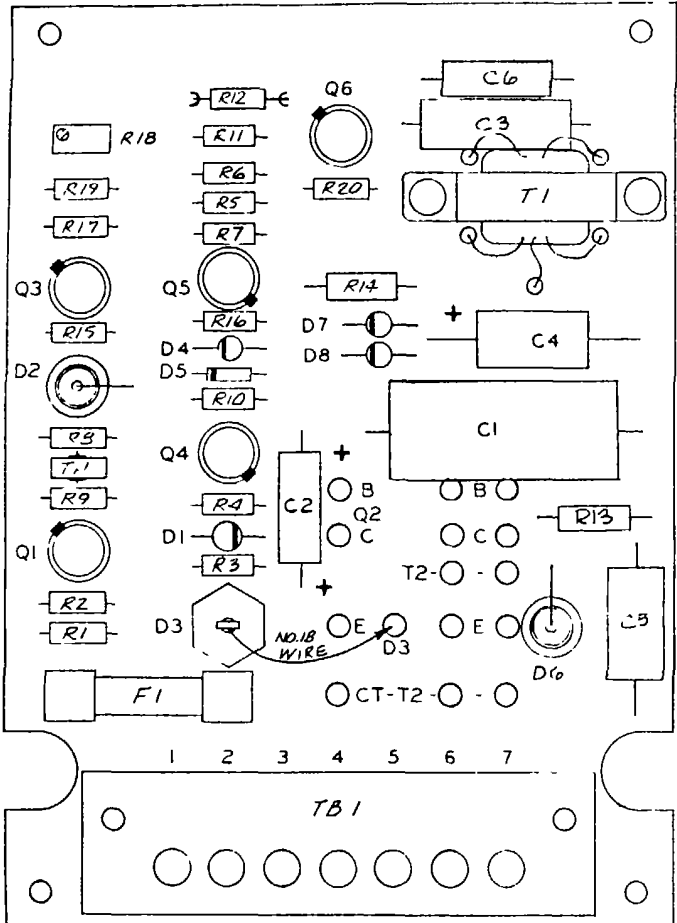 Q6
R12
C6
R18
R11
C3
R19
R6
R5
R20
T1
R17
R7
Q3
Q5
R14
R15
R16
D7
+
C4
D4
D8
D2
D5
R10
C1
R8
Q4
+
R9
R4
C2
B
B
Q2
C
C
R13
Q1
D1
R3
T2-
-
R2
+
D3
E
D3
E
C5
R1
NO.18
WIRE
D6
F1
CT-T2-
-
1 2 3 4 5 6 7
TB1